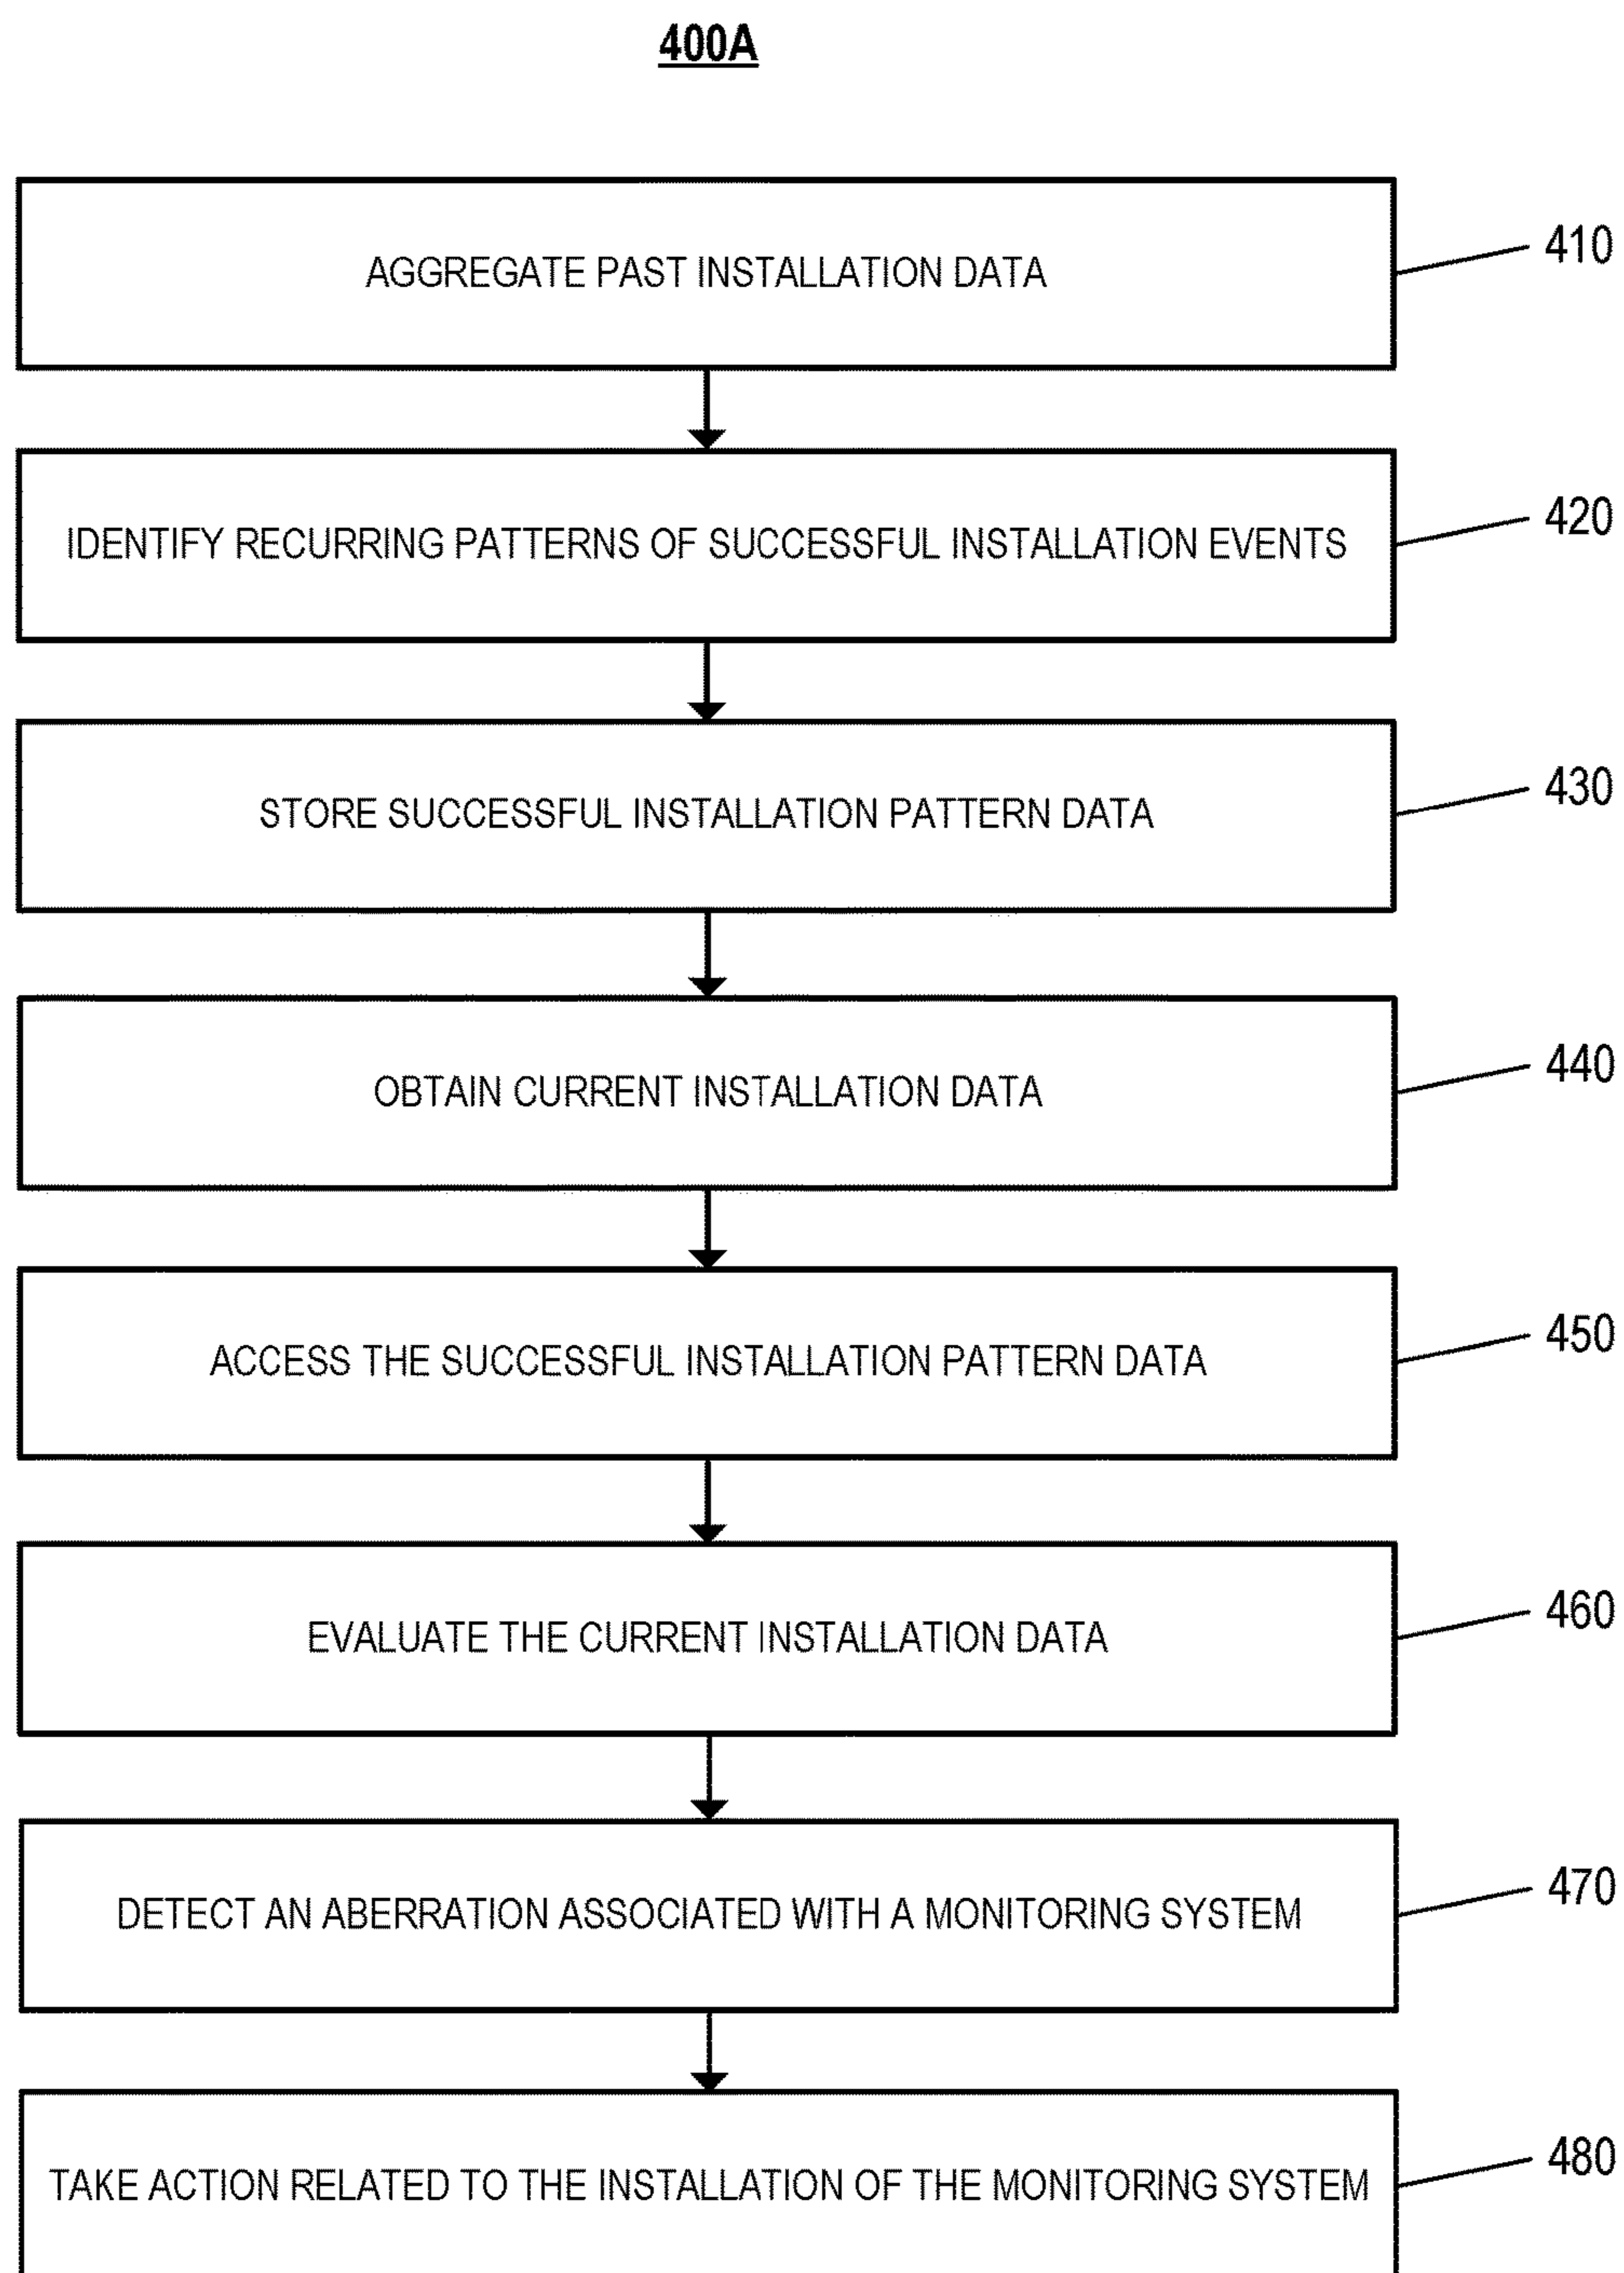 400A
AGGREGATE PAST INSTALLATION DATA
410
IDENTIFY RECURRING PATTERNS OF SUCCESSFUL INSTALLATION EVENTS
420
STORE SUCCESSFUL INSTALLATION PATTERN DATA
430
OBTAIN CURRENT INSTALLATION DATA
440
ACCESS THE SUCCESSFUL INSTALLATION PATTERN DATA
450
EVALUATE THE CURRENT INSTALLATION DATA
460
DETECT AN ABERRATION ASSOCIATED WITH A MONITORING SYSTEM
470
TAKE ACTION RELATED TO THE INSTALLATION OF THE MONITORING SYSTEM
480